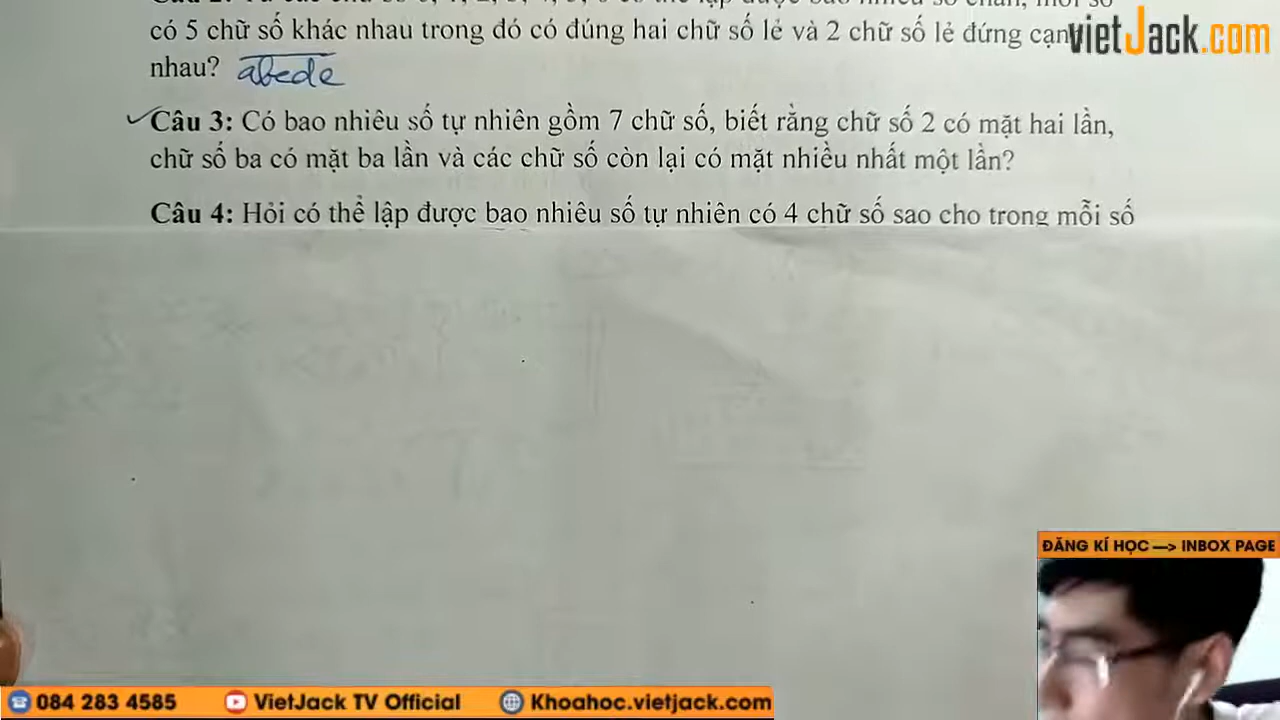 có 5 chữ số khác nhau trong đó có đúng hai chữ số lẻ và 2 chữ số lẻ đứng cạn
vietJack.com
nhau? abcde
Câu 3: Có bao nhiêu số tự nhiên gồm 7 chữ số, biết rằng chữ số 2 có mặt hai lần,
chữ số ba có mặt ba lần và các chữ số còn lại có mặt nhiều nhất một lần?
Câu 4: Hỏi có thể lập được bao nhiêu số tự nhiên có 4 chữ số sao cho trong mỗi số
ĐĂNG KÍ HỌC —> INBOX PAGE
084 283 4585 VietJack TV Official Khoahoc.vietjack.com